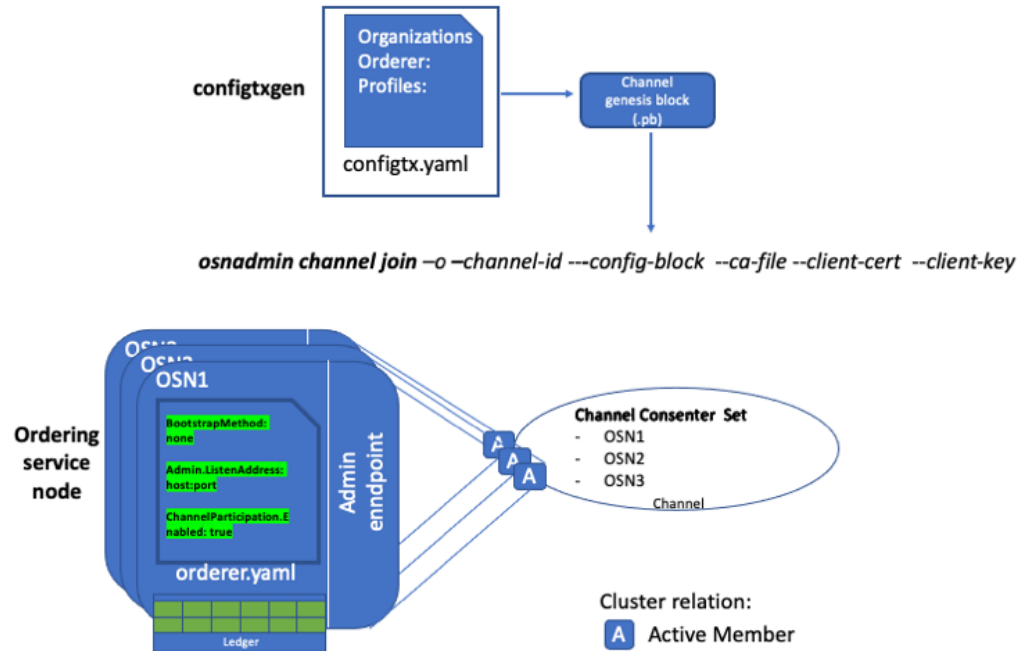 Organizations
Orderer:
Profiles:
configtxgen
configtx.yaml
Channel
genesis block
(.pb)
osnadmin channel join –o –channel-id ---config-block --ca-file --client-cert --client-key
OSN1
BootstrapMethod:
none
Admin.ListenAddress:
host:port
ChannelParticipation.E
nabled: true
orderer.yaml
Admin
enndpoint
Ledger
Ordering
service
node
A
A
A
Channel Consenter Set
- OSN1
- OSN2
- OSN3
Channel
Cluster relation:
A Active Member